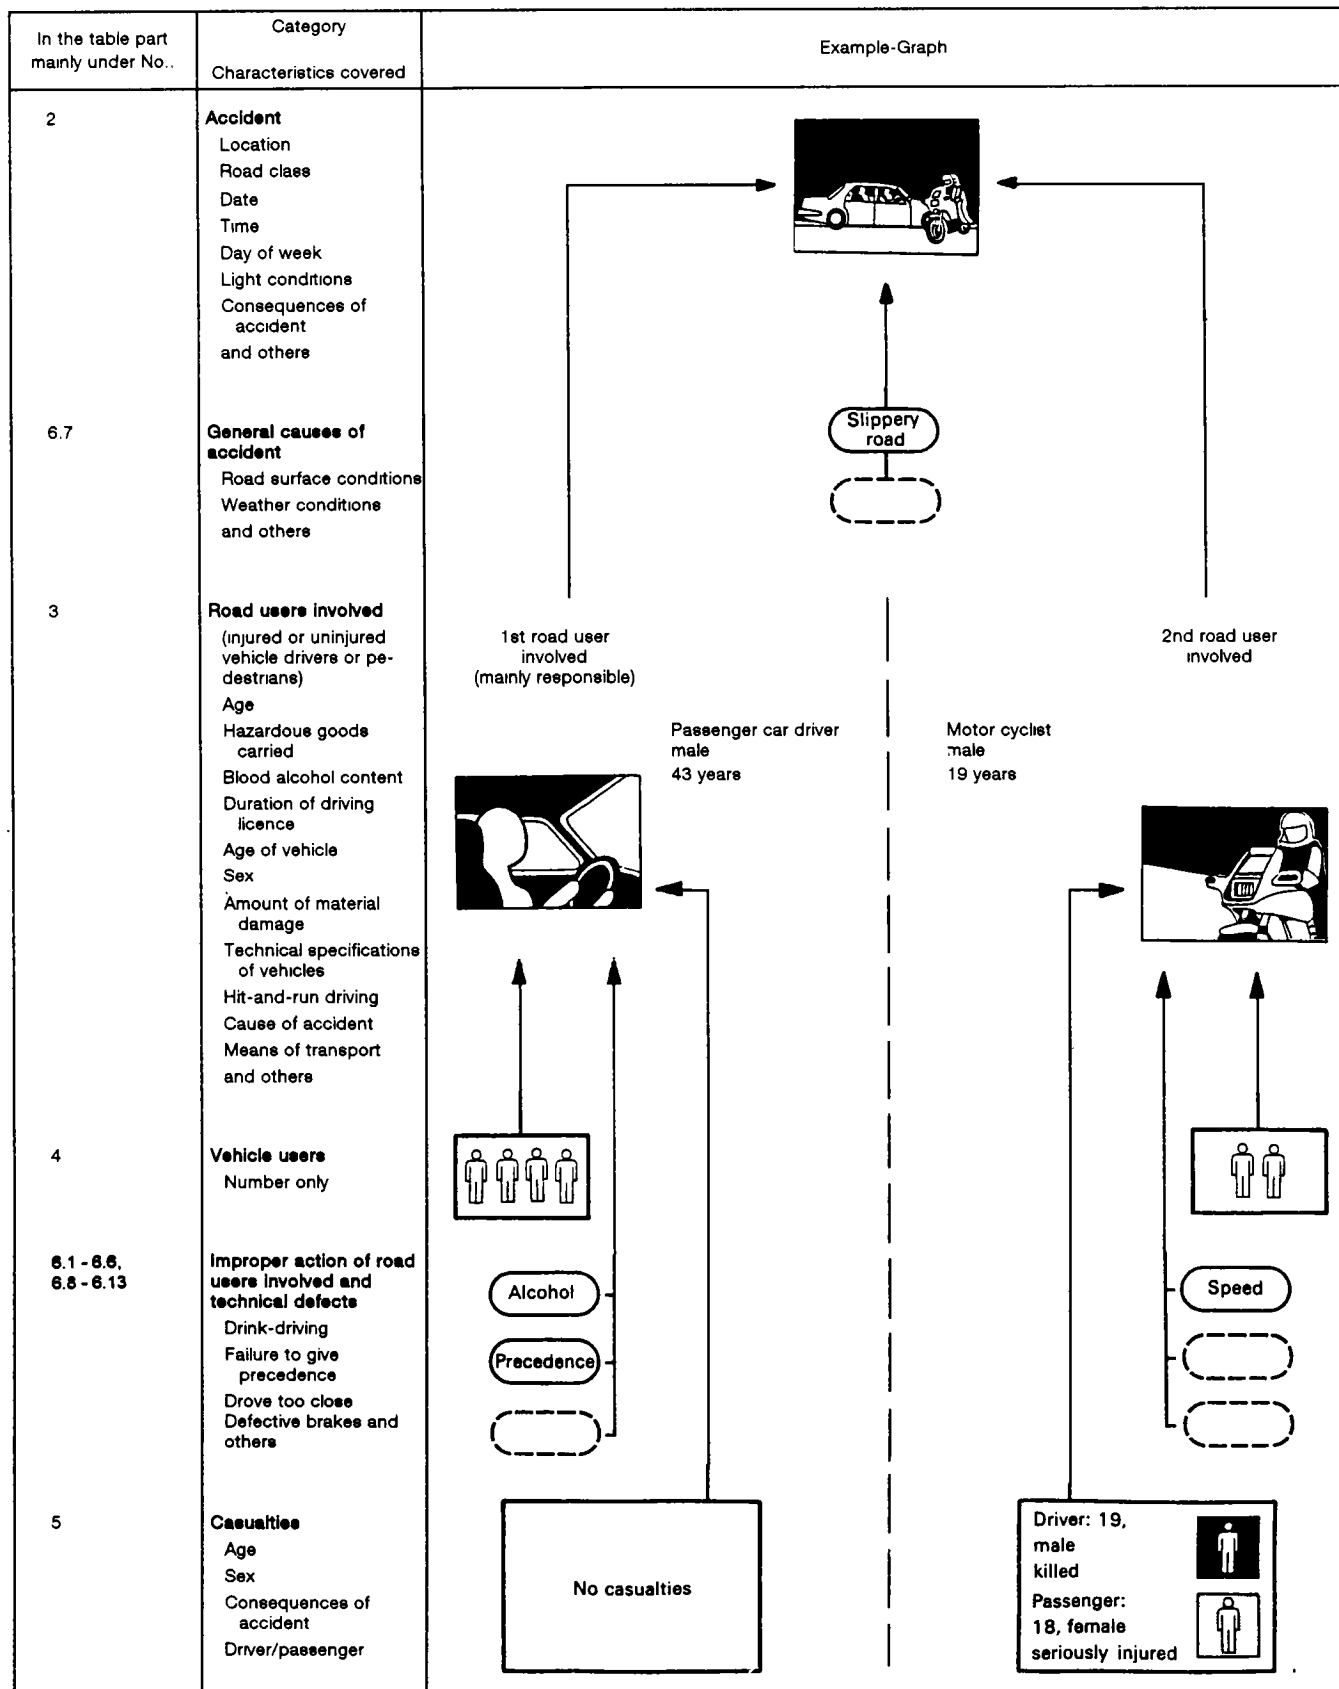 In the table part
mainly under No..
Category
Characteristics covered
Example-Graph
2
Accident
Location
Road class
Date
Time
Day of week
Light conditions
Consequences of
accident
and others
6.7
General causes of
accident
Road surface conditions
Weather conditions
and others
Slippery
road
3
Road users involved
(injured or uninjured
vehicle drivers or pe-
destrians)
Age
Hazardous goods
carried
Blood alcohol content
Duration of driving
licence
Age of vehicle
Sex
Amount of material
damage
Technical specifications
of vehicles
Hit-and-run driving
Cause of accident
Means of transport
and others
1st road user
involved
(mainly responsible)
2nd road user
involved
Passenger car driver
male
43 years
Motor cyclist
male
19 years
4
Vehicle users
Number only
6.1 - 6.6,
6.8 - 6.13
Improper action of road
users involved and
technical defects
Drink-driving
Failure to give
precedence
Drove too close
Defective brakes and
others
Alcohol
Precedence
Speed
5
Casualties
Age
Sex
Consequences of
accident
Driver/passenger
No casualties
Driver: 19,
male
killed
Passenger:
18, female
seriously injured